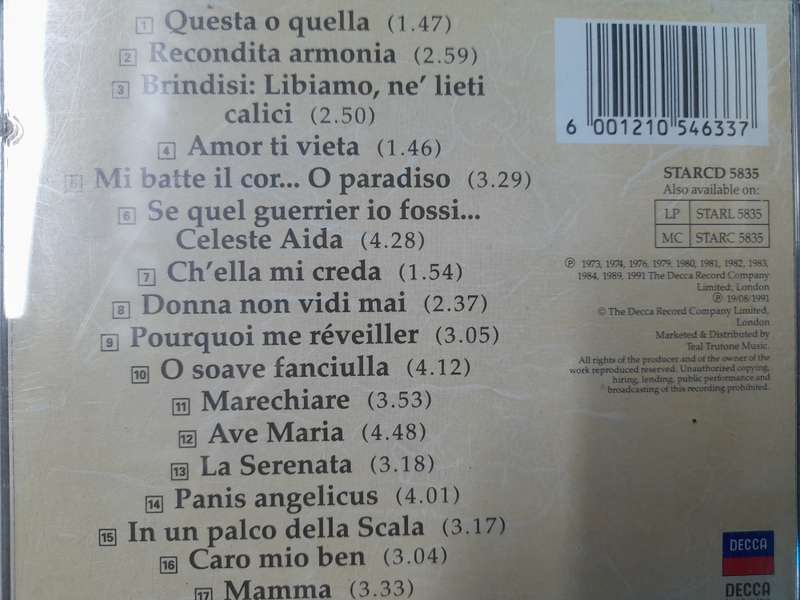 1 Questa o quella (1.47)
2 Recondita armonia (2.59)
3 Brindisi: Libiamo, ne' lieti
calici (2.50)
4 Amor ti vieta (1.46)
5 Mi batte il cor... O paradiso (3.29)
6 Se quel guerrier io fossi...
Celeste Aida (4.28)
7 Ch'ella mi creda (1.54)
8 Donna non vidi mai (2.37)
9 Pourquoi me réveiller (3.05)
10 O soave fanciulla (4.12)
11 Marechiare (3.53)
12 Ave Maria (4.48)
13 La Serenata (3.18)
14 Panis angelicus (4.01)
15 In un palco della Scala (3.17)
16 Caro mio ben (3.04)
17 Mamma (3.33)
6 001210 546337
STARCD 5835
Also available on:
LP STARL 5835
MC STARC 5835
℗ 1973, 1974, 1976, 1979, 1980, 1981, 1982, 1983,
1984, 1989, 1991 The Decca Record Company
Limited, London
℗ 19/08/1991
© The Decca Record Company Limited,
London
Marketed & Distributed by
Teal Trutone Music.
All rights of the producer and of the owner of the
work reproduced reserved. Unauthorized copying,
hiring, lending, public performance and
broadcasting of this recording prohibited.
DECCA
DECCA